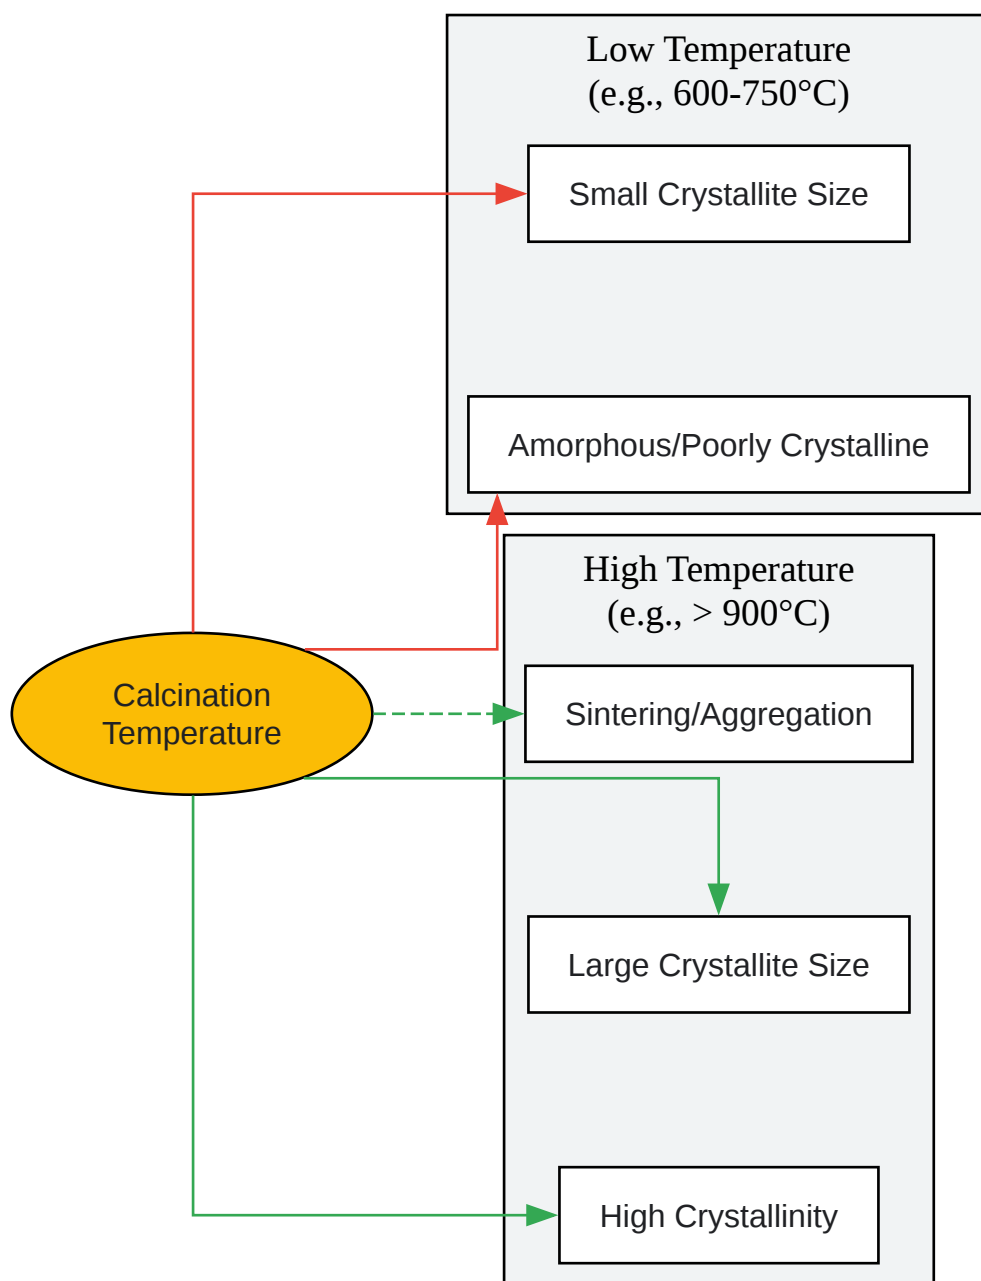 Low Temperature
(e.g., 600-750°C)
Small Crystallite Size
Amorphous/Poorly Crystalline
High Temperature
(e.g., > 900°C)
Calcination
Temperature
Sintering/Aggregation
Large Crystallite Size
High Crystallinity